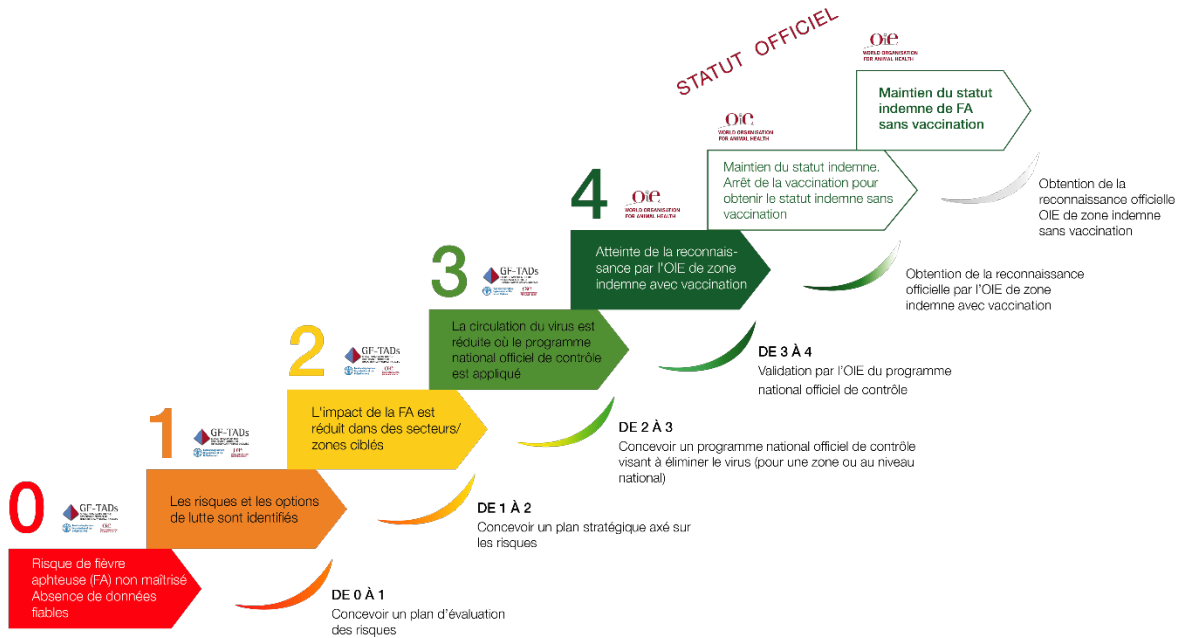 STATUT OFFICIEL
oie
WORLD ORGANISATION
FOR ANIMAL HEALTH
Maintien du statut
indemne de FA
sans vaccination
oie
WORLD ORGANISATION
FOR ANIMAL HEALTH
Maintien du statut indemne.
Arrêt de la vaccination pour
obtenir le statut indemne sans
vaccination
Obtention de la
reconnaissance officielle
OIE de zone indemne
sans vaccination
4
oie
WORLD ORGANISATION
FOR ANIMAL HEALTH
Atteinte de la reconnais-
sance par l'OIE de zone
indemne avec vaccination
Obtention de la reconnaissance
officielle par l'OIE de zone
indemne avec vaccination
3
GF-TADs
La circulation du virus est
réduite où le programme
national officiel de contrôle
est appliqué
DE 3 À 4
Validation par l'OIE du programme
national officiel de contrôle
2
GF-TADs
L'impact de la FA est
réduit dans des secteurs/
zones ciblés
DE 2 À 3
Concevoir un programme national officiel de contrôle
visant à éliminer le virus (pour une zone ou au niveau
national)
1
GF-TADs
Les risques et les options
de lutte sont identifiés
DE 1 À 2
Concevoir un plan stratégique axé sur
les risques
0
GF-TADs
Risque de fièvre
aphteuse (FA) non maîtrisé
Absence de données
fiables
DE 0 À 1
Concevoir un plan d'évaluation
des risques